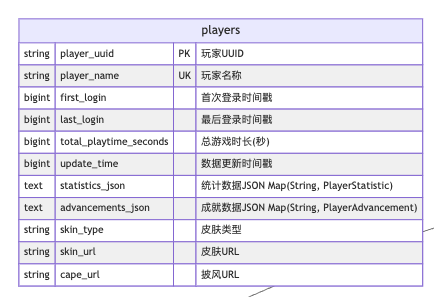 players
string player_uuid PK 玩家UUID
string player_name UK 玩家名称
bigint first_login 首次登录时间戳
bigint last_login 最后登录时间戳
bigint total_playtime_seconds 总游戏时长(秒)
bigint update_time 数据更新时间戳
text statistics_json 统计数据JSON Map(String, PlayerStatistic)
text advancements_json 成就数据JSON Map(String, PlayerAdvancement)
string skin_type 皮肤类型
string skin_url 皮肤URL
string cape_url 披风URL